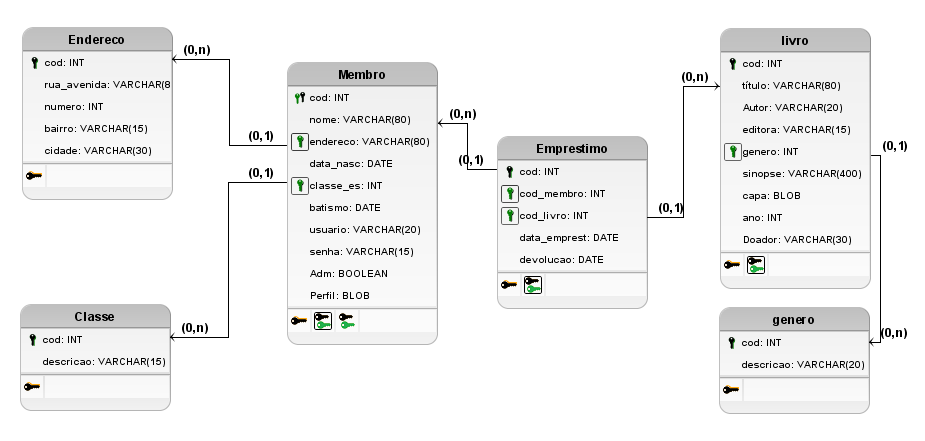 Endereco
cod: INT
rua_avenida: VARCHAR(8
numero: INT
bairro: VARCHAR(15)
cidade: VARCHAR(30)
(0,n)
(0,1)
Membro
cod: INT
nome: VARCHAR(80)
endereco: VARCHAR(80)
data_nasc: DATE
classe_es: INT
batismo: DATE
usuario: VARCHAR(20)
senha: VARCHAR(15)
Adm: BOOLEAN
Perfil: BLOB
(0,1)
(0,n)
Classe
cod: INT
descricao: VARCHAR(15)
(0,n)
(0,1)
Emprestimo
cod: INT
cod_membro: INT
cod_livro: INT
data_emprest: DATE
devolucao: DATE
(0,n)
(0,1)
livro
cod: INT
título: VARCHAR(80)
Autor: VARCHAR(20)
editora: VARCHAR(15)
genero: INT
sinopse: VARCHAR(400)
capa: BLOB
ano: INT
Doador: VARCHAR(30)
(0,1)
(0,n)
genero
cod: INT
descricao: VARCHAR(20)